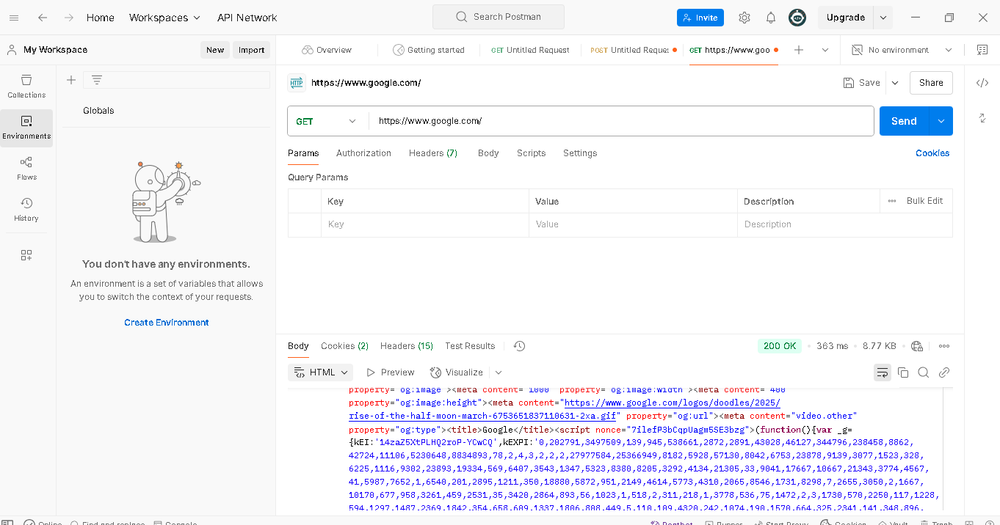 Home Workspaces API Network Search Postman Invite Upgrade
My Workspace New Import Overview Getting started GET Untitled Request POST Untitled Reque GET https://www.goo No environment
Collections
Environments
Flows
History
Globals
You don't have any environments.
An environment is a set of variables that allows
you to switch the context of your requests.
Create Environment
HTTP https://www.google.com/ Save Share
GET https://www.google.com/ Send
Params Authorization Headers (7) Body Scripts Settings Cookies
Query Params
Key Value Description Bulk Edit
Key Value Description
Body Cookies (2) Headers (15) Test Results 200 OK 363 ms 8.77 KB
HTML Preview Visualize
property="og:image"><meta content="1000" property="og:image:width"><meta content="400"
property="og:image:height"><meta content="https://www.google.com/logos/doodles/2025/
rise-of-the-half-moon-march-6753651837110631-2xa.gif" property="og:url"><meta content="video.other"
property="og:type"><title>Google</title><script nonce="7ilefP3bCqpUagm5SE3bzg">(function(){var _g=
{kEI:'14zaZ5XtPLHQ2roP-YCwCQ',kEXPI:'0,202791,3497509,139,945,538661,2872,2891,43028,46127,344796,238458,8862,
42724,11106,5230648,8834893,78,2,4,3,2,2,2,27977584,25366949,8182,5928,57130,8042,6753,23878,9139,3077,1523,328,
6225,1116,9302,23893,19334,569,6407,3543,1347,5323,8380,8205,3292,4134,21305,33,9041,17667,10667,21343,3774,4567,
41,5987,7652,1,6540,201,2895,1211,350,18880,5872,951,2149,4614,5773,4310,2065,8546,1731,8298,7,2655,3050,2,1667,
10170,677,958,3261,459,2531,35,3420,2864,893,56,1023,1,518,2,311,218,1,3778,536,75,1472,2,3,1730,570,2250,117,1228,
594,1297,1487,2369,1842,354,658,609,1337,1806,808,449,5,110,109,4320,242,1074,190,1570,664,325,2341,141,348,896,
Online Find and replace Console Postbot Runner Start Proxy Cookies Vault Trash